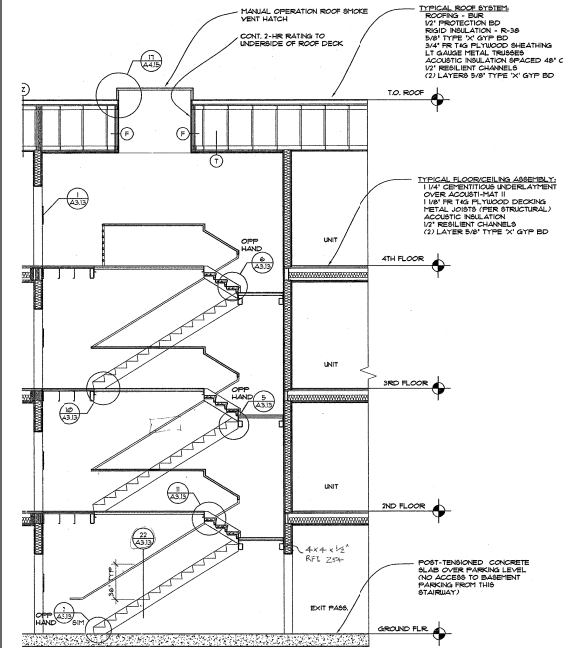 MANUAL OPERATION ROOF SMOKE
VENT HATCH
CONT. 2-HR RATING TO
UNDERSIDE OF ROOF DECK
TYPICAL ROOF SYSTEM:
ROOFING - BUR
1/2" PROTECTION BD
RIGID INSULATION - R-38
5/8" TYPE 'X' GYP BD
3/4" FR T&G PLYWOOD SHEATHING
LT GAUGE METAL TRUSSES
ACOUSTIC INSULATION SPACED 48" O
1/2" RESILIENT CHANNELS
(2) LAYERS 5/8" TYPE 'X' GYP BD
17
A4.15
Z
T.O. ROOF
F
F
T
TYPICAL FLOOR/CEILING ASSEMBLY:
1 1/4" CEMENTITIOUS UNDERLAYMENT
OVER ACOUSTI-MAT II
1 1/8" FR T&G PLYWOOD DECKING
METAL JOISTS (PER STRUCTURAL)
ACOUSTIC INSULATION
1/2" RESILIENT CHANNELS
(2) LAYER 5/8" TYPE 'X' GYP BD
1
A3.13
OPP
HAND
6
A3.13
UNIT
4TH FLOOR
UNIT
3RD FLOOR
10
A3.13
OPP
HAND
5
A3.13
UNIT
11
A3.13
2ND FLOOR
22
A3.13
4x4x1/2"
36" TYP
POST-TENSIONED CONCRETE
SLAB OVER PARKING LEVEL
(NO ACCESS TO BASEMENT
PARKING FROM THIS
STAIRWAY)
OPP
HAND
A3.13
SIM
EXIT PASS.
GROUND FLR.